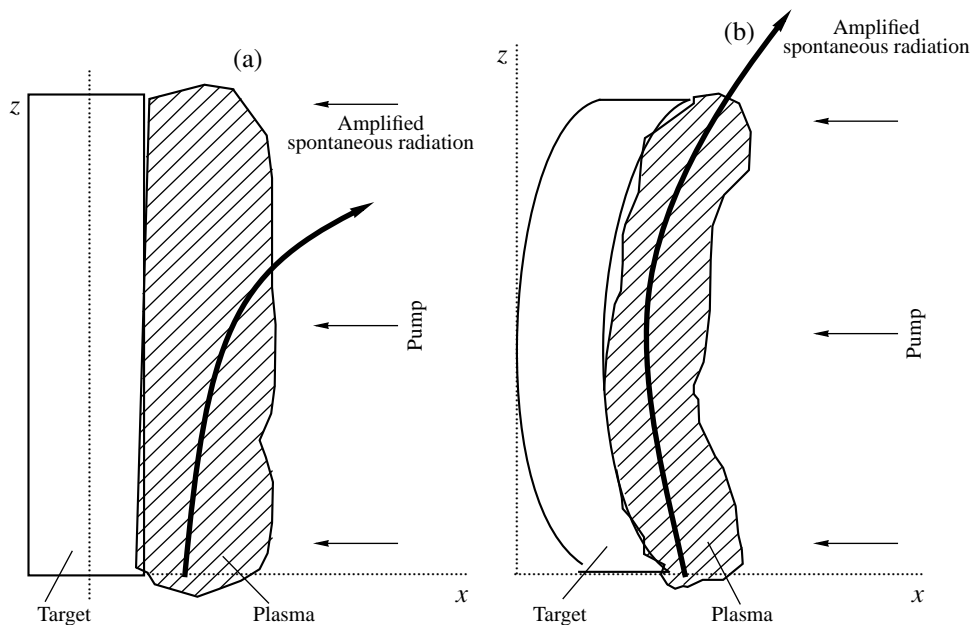 (a)
z
Amplified
spontaneous radiation
Pump
Target
Plasma
x
(b)
z
Amplified
spontaneous radiation
Pump
Target
Plasma
x